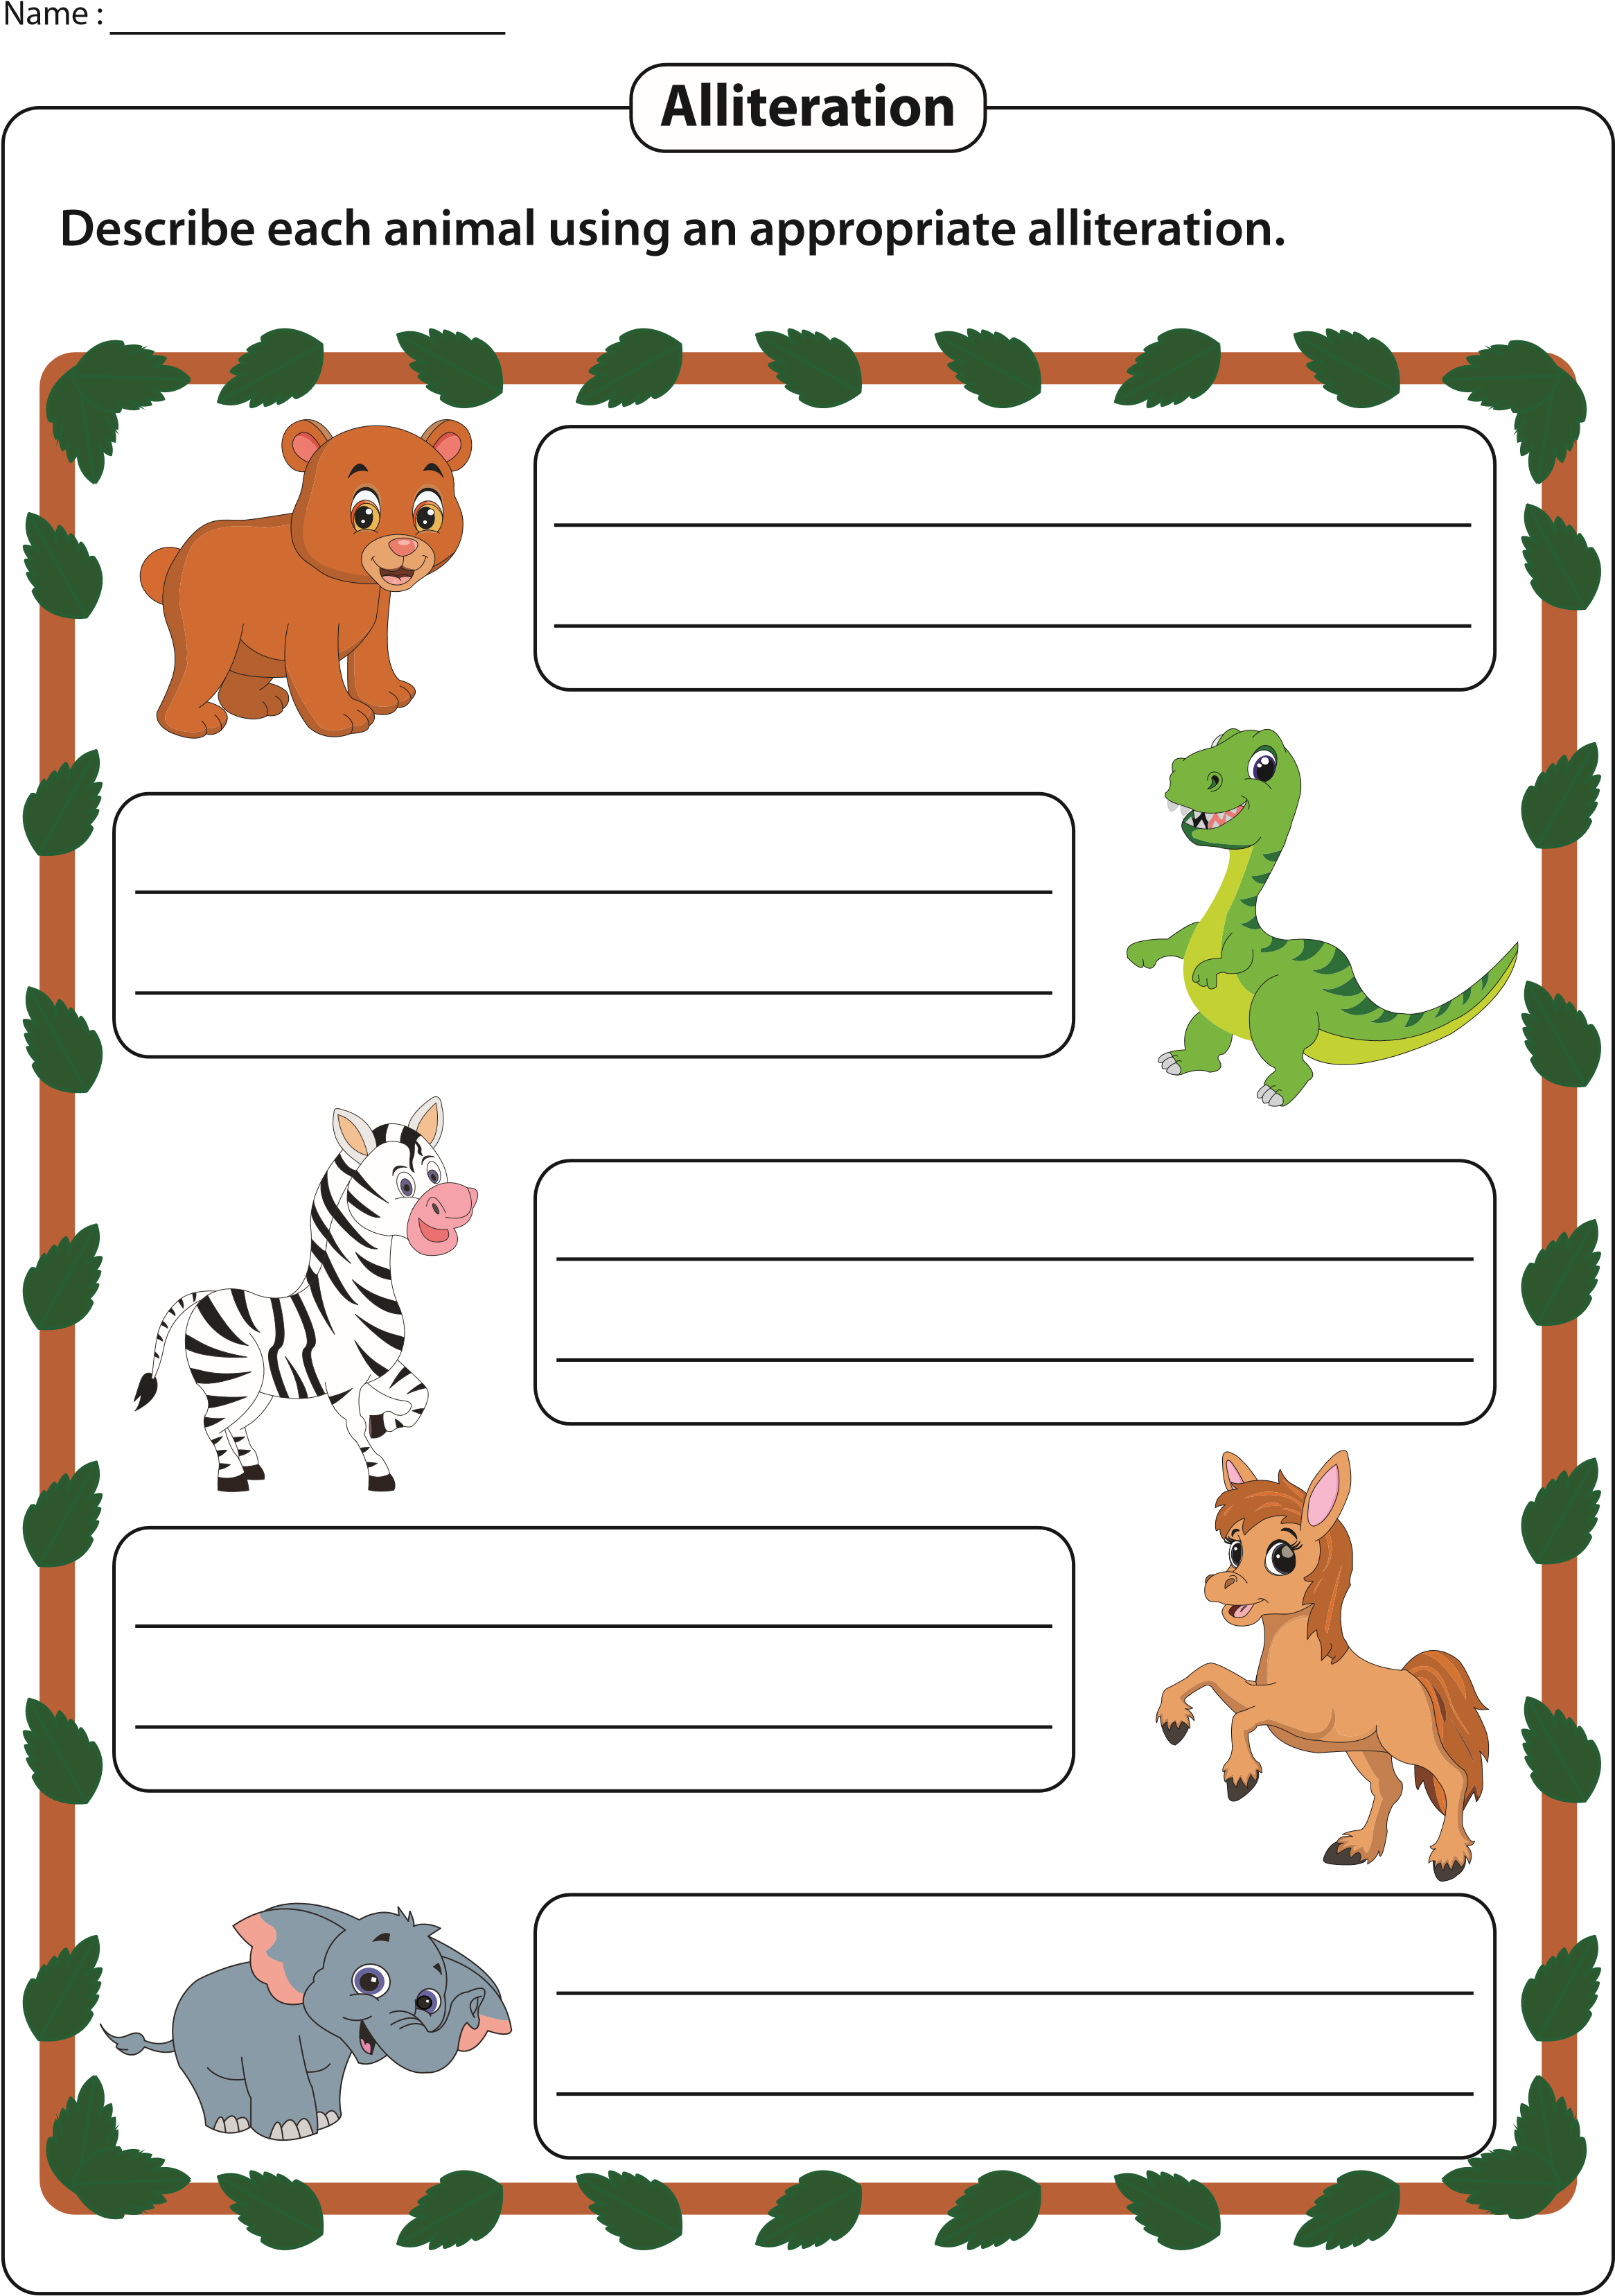 Name :
Alliteration
Describe each animal using an appropriate alliteration.